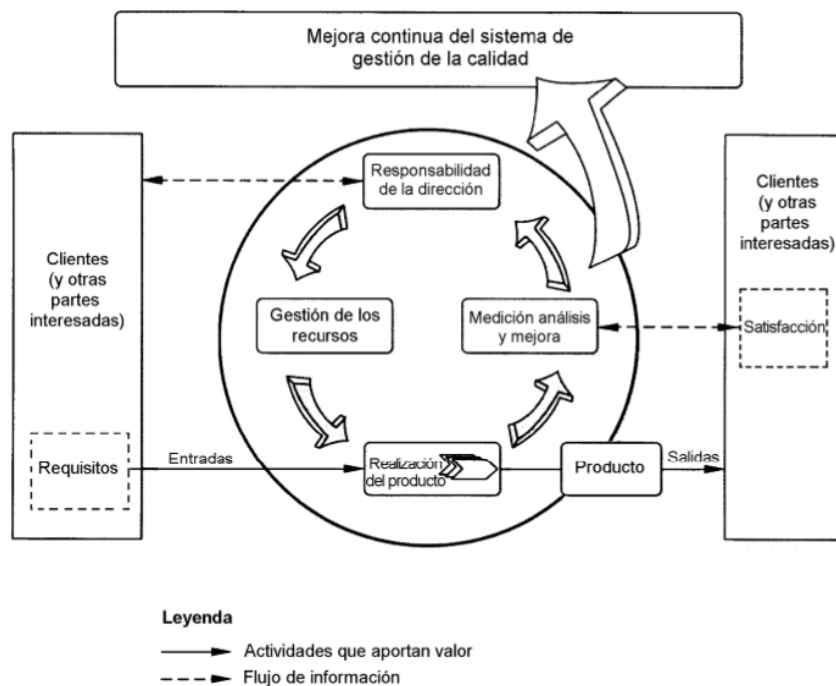 Mejora continua del sistema de
gestión de la calidad
Responsabilidad
de la dirección
Clientes
(y otras
partes
interesadas)
Clientes
(y otras
partes
interesadas)
Gestión de los
recursos
Medición análisis
y mejora
Satisfacción
Requisitos
Entradas
Realización
del producto
Producto
Salidas
Leyenda
Actividades que aportan valor
Flujo de información